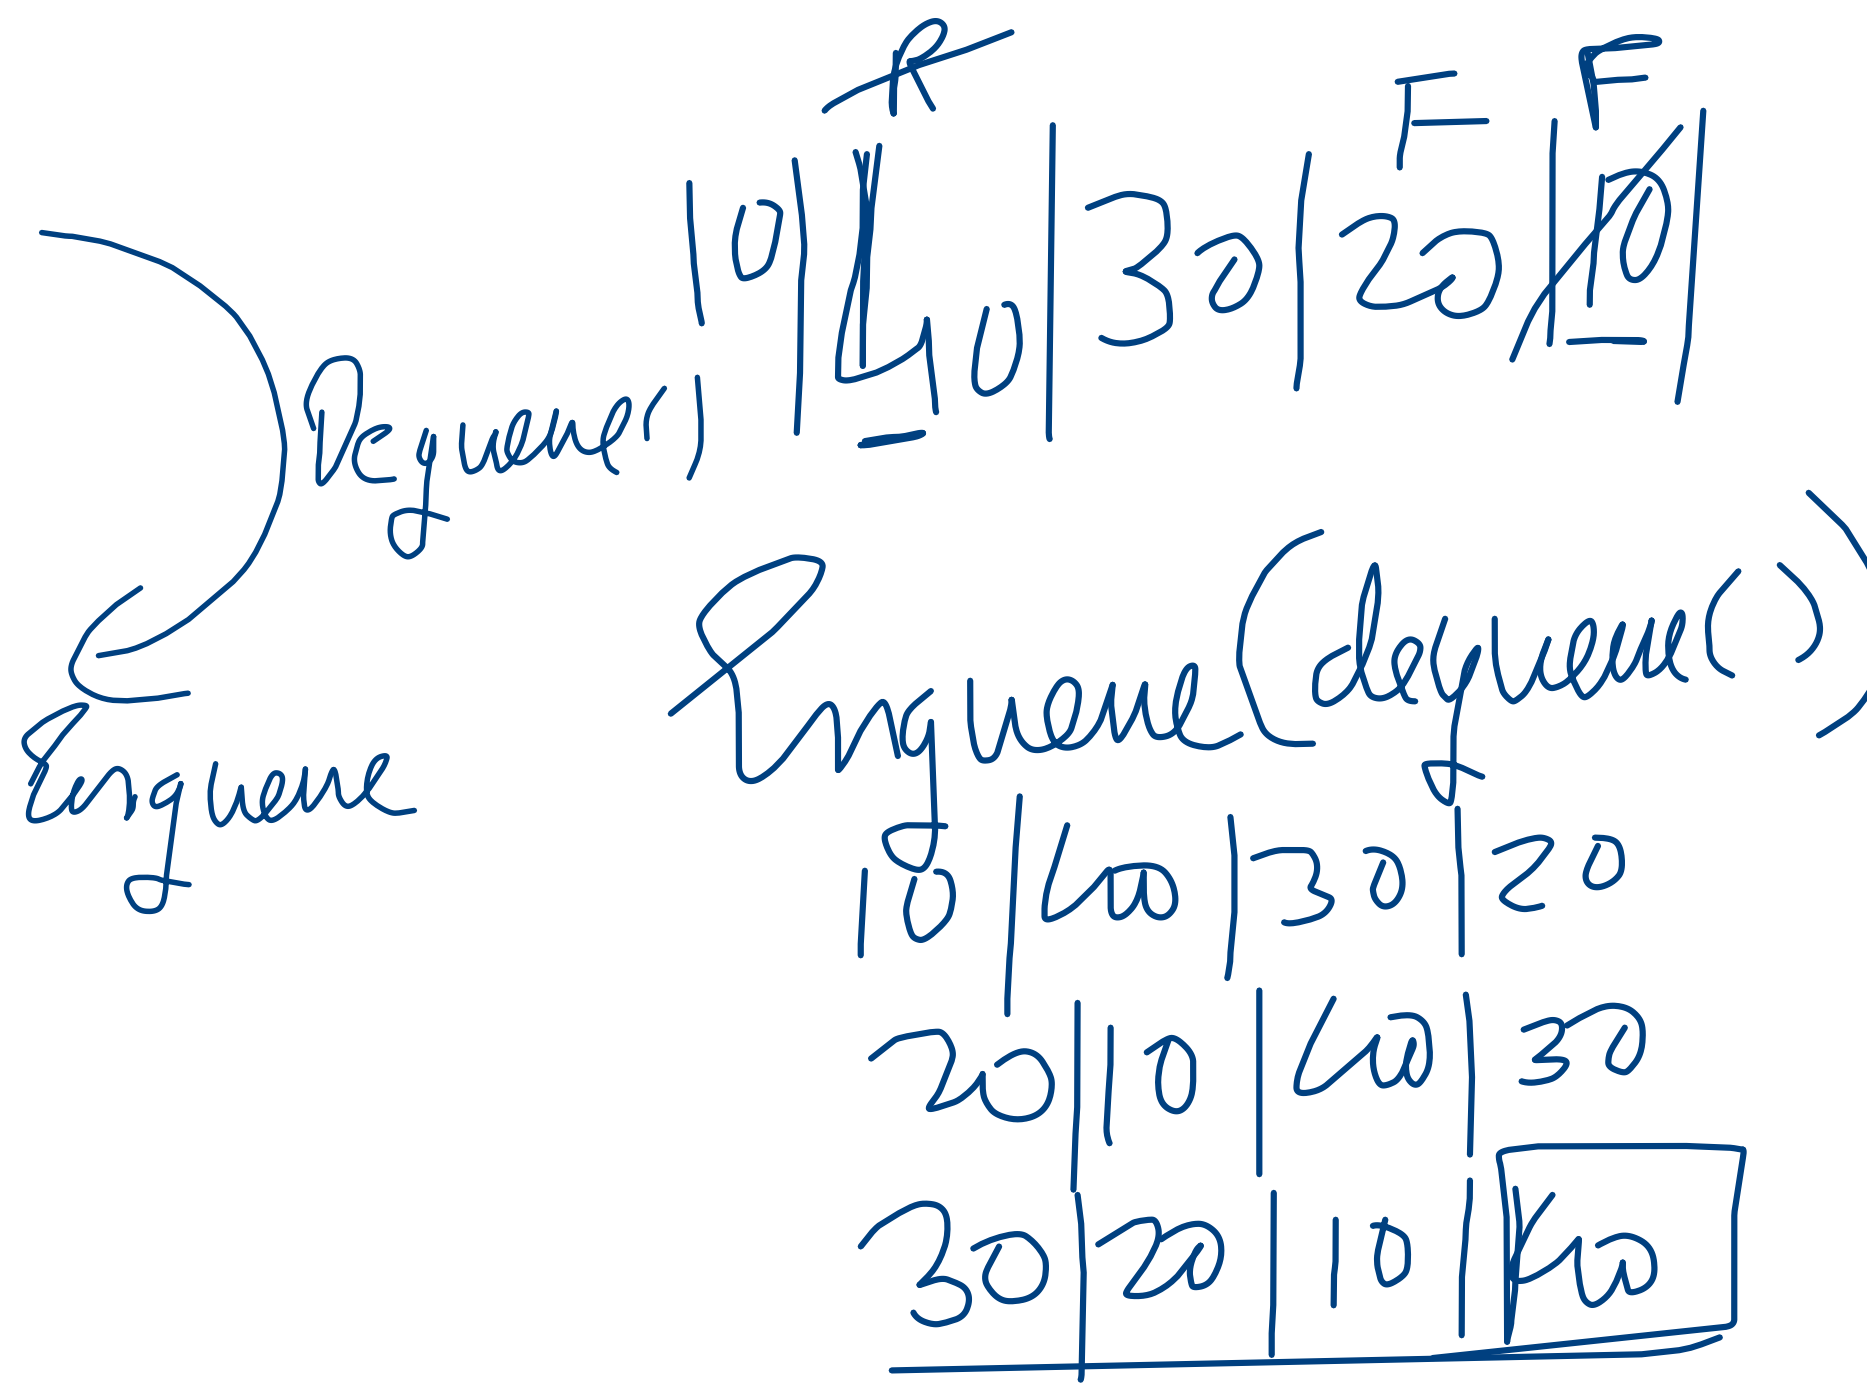 R F F
10 | 40 | 30 | 20 | 10 |
Dequeue()
Enqueue(dequeue())
Enqueue
10 | 40 | 30 | 20
20 | 10 | 40 | 30
30 | 20 | 10 | 40